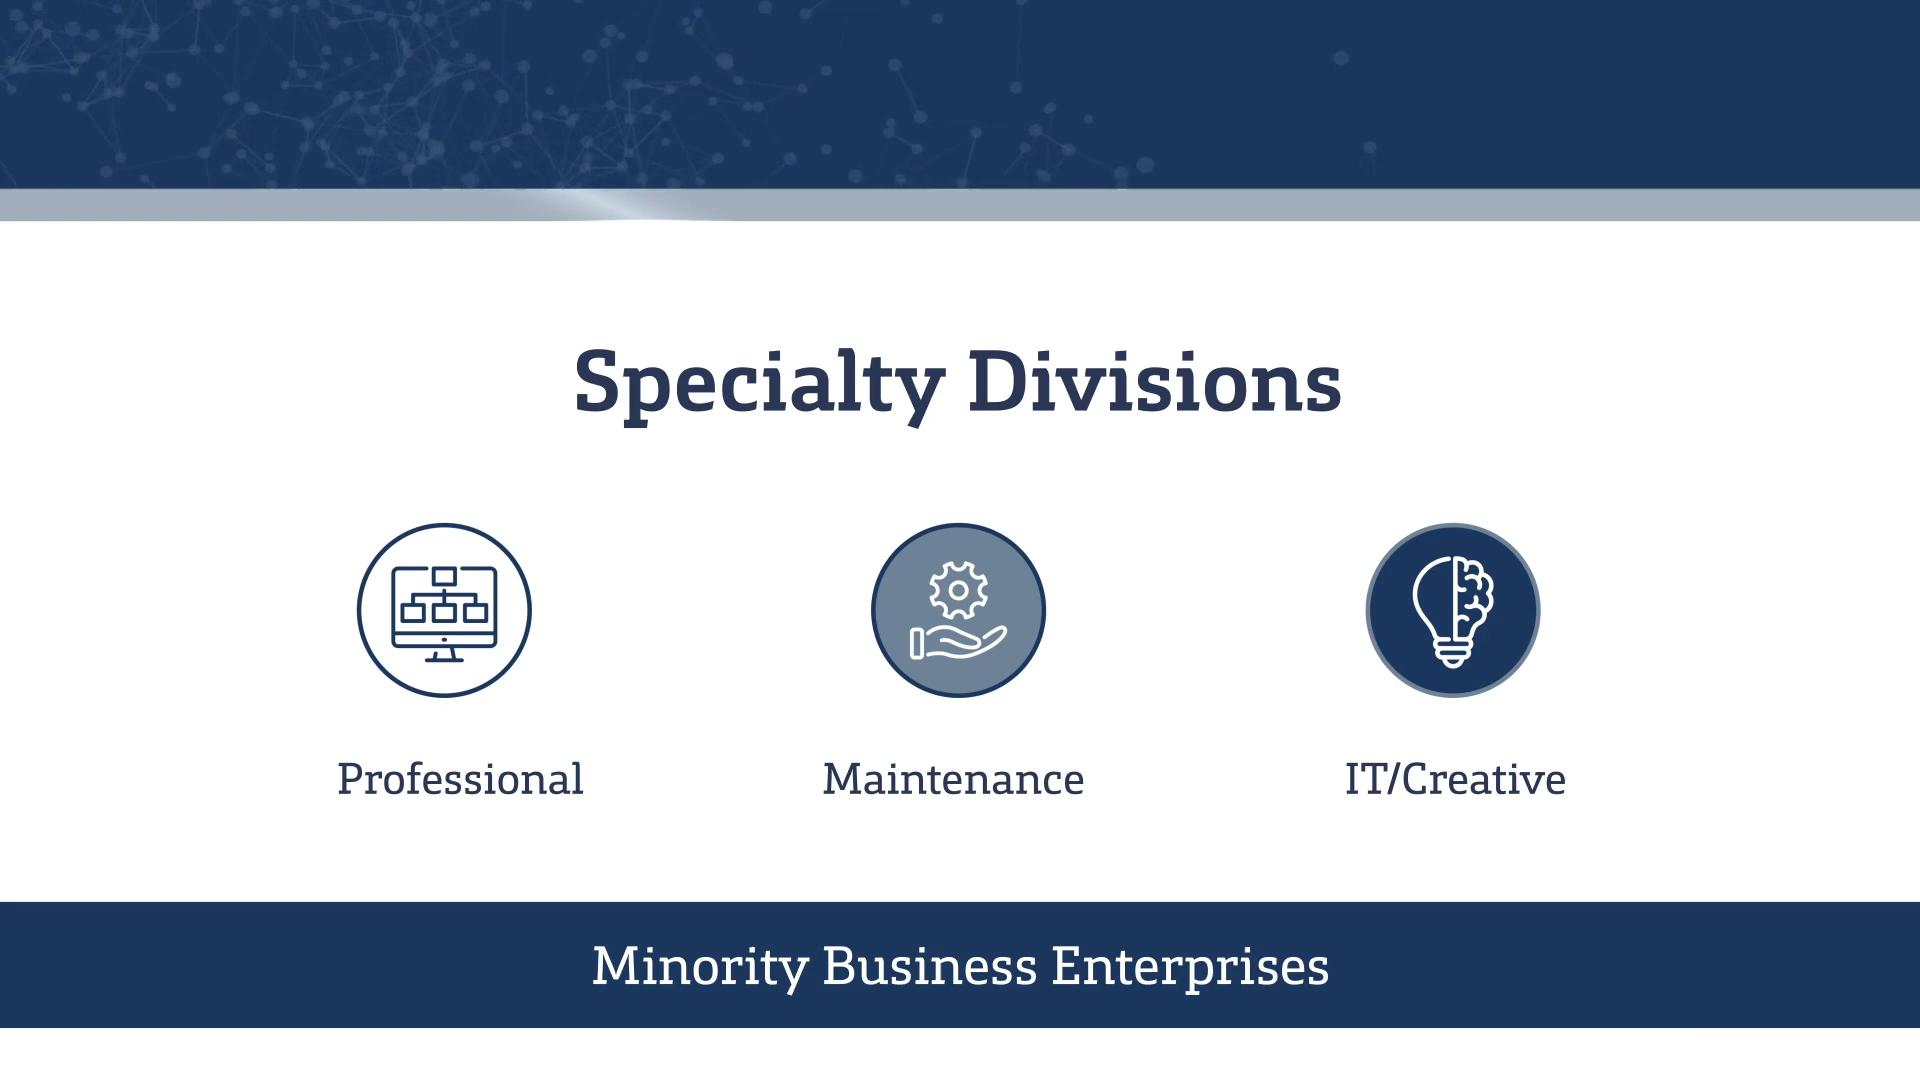 Specialty Divisions
Professional
Maintenance
IT/Creative
Minority Business Enterprises